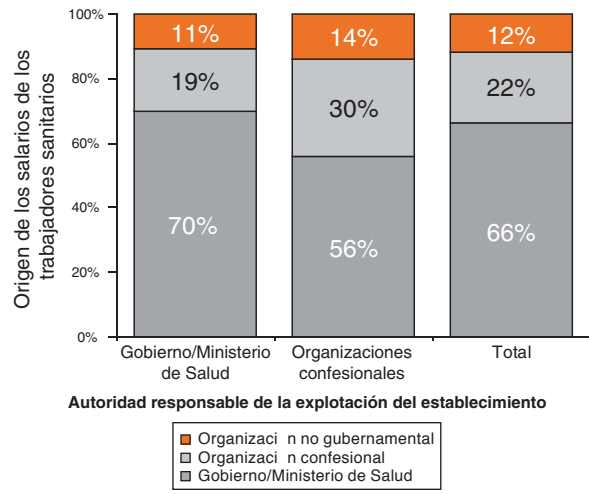 100%
80%
60%
40%
20%
0%
Origen de los salarios de los
trabajadores sanitarios
11%
19%
70%
14%
30%
56%
12%
22%
66%
Gobierno/Ministerio
de Salud
Organizaciones
confesionales
Total
Autoridad responsable de la explotación del establecimiento
Organizaci n no gubernamental
Organizaci n confesional
Gobierno/Ministerio de Salud